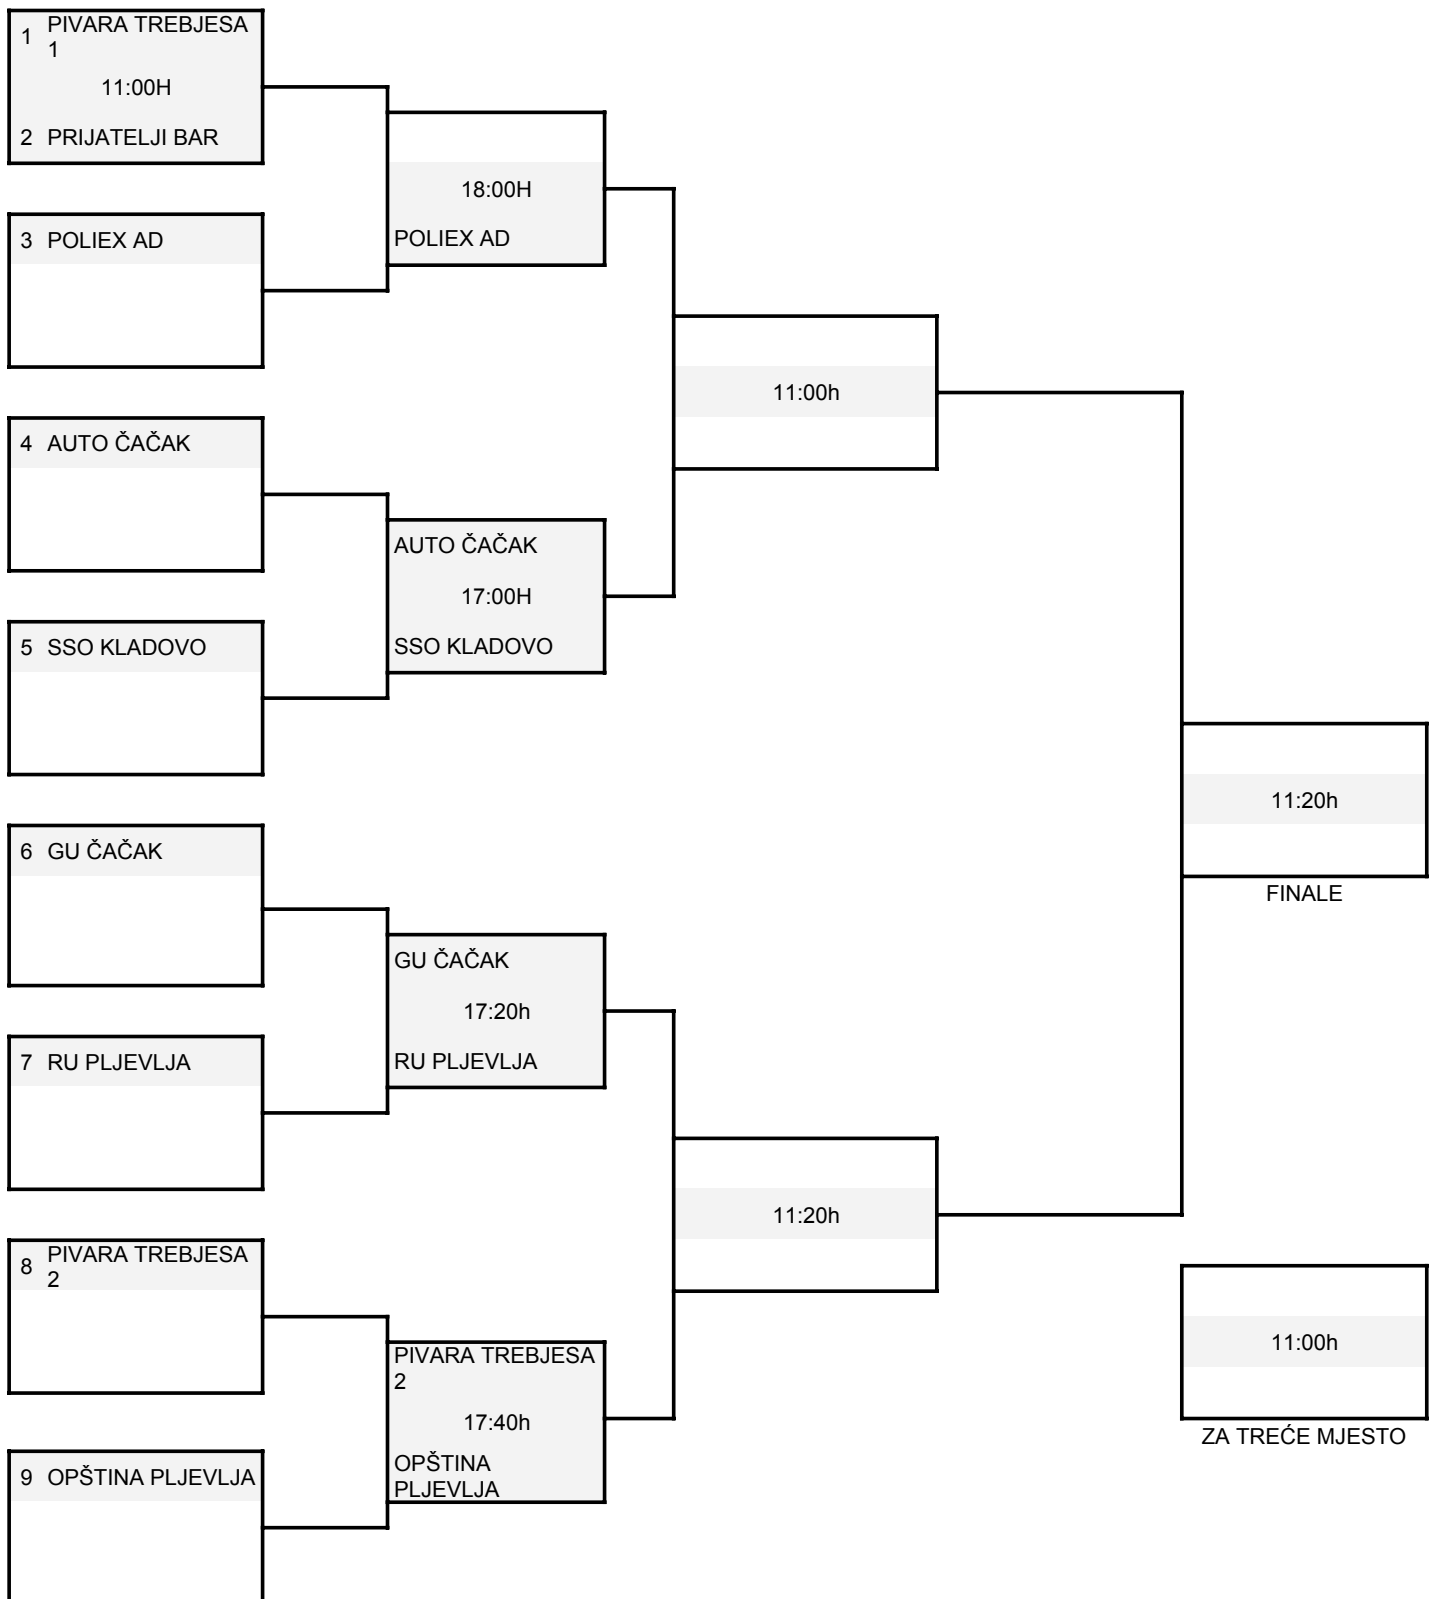 1 PIVARA TREBJESA
1
11:00H
2 PRIJATELJI BAR
18:00H
POLIEX AD
3 POLIEX AD
11:00h
4 AUTO ČAČAK
AUTO ČAČAK
17:00H
SSO KLADOVO
5 SSO KLADOVO
11:20h
FINALE
6 GU ČAČAK
GU ČAČAK
17:20h
RU PLJEVLJA
7 RU PLJEVLJA
11:20h
8 PIVARA TREBJESA
2
PIVARA TREBJESA
2
17:40h
OPŠTINA
PLJEVLJA
11:00h
ZA TREĆE MJESTO
9 OPŠTINA PLJEVLJA